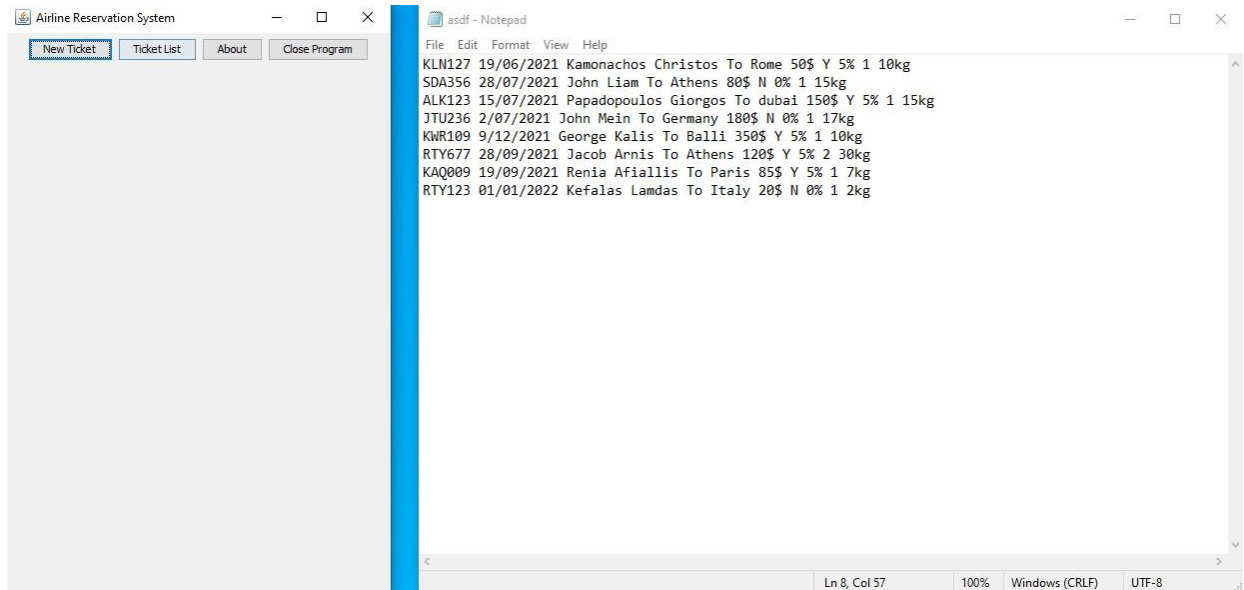 Airline Reservation System
New Ticket Ticket List About Close Program
asdf - Notepad
File Edit Format View Help
KLN127 19/06/2021 Kamonachos Christos To Rome 50$ Y 5% 1 10kg
SDA356 28/07/2021 John Liam To Athens 80$ N 0% 1 15kg
ALK123 15/07/2021 Papadopoulos Giorgos To dubai 150$ Y 5% 1 15kg
JTU236 2/07/2021 John Mein To Germany 180$ N 0% 1 17kg
KWR109 9/12/2021 George Kalis To Balli 350$ Y 5% 1 10kg
RTY677 28/09/2021 Jacob Arnis To Athens 120$ Y 5% 2 30kg
KAQ009 19/09/2021 Renia Afiallis To Paris 85$ Y 5% 1 7kg
RTY123 01/01/2022 Kefalas Lamdas To Italy 20$ N 0% 1 2kg
Ln 8, Col 57 100% Windows (CRLF) UTF-8